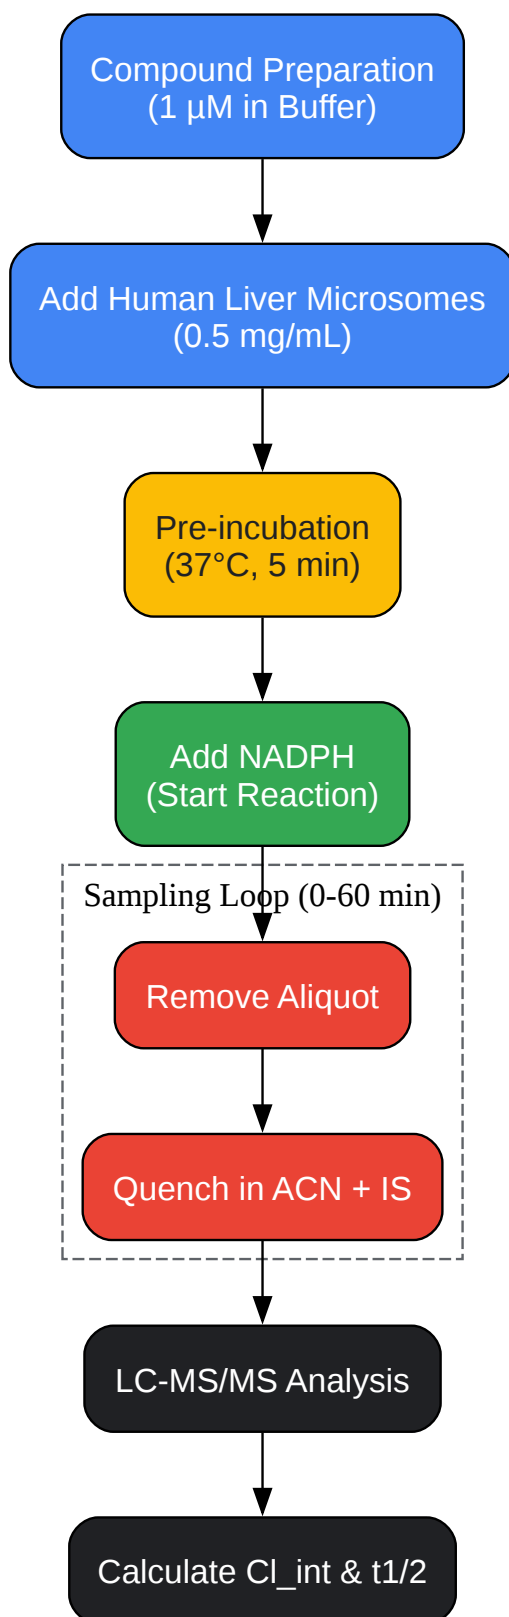 Compound Preparation
(1 µM in Buffer)
Add Human Liver Microsomes
(0.5 mg/mL)
Pre-incubation
(37°C, 5 min)
Add NADPH
(Start Reaction)
Sampling Loop (0-60 min)
Remove Aliquot
Quench in ACN + IS
LC-MS/MS Analysis
Calculate Cl_int & t1/2